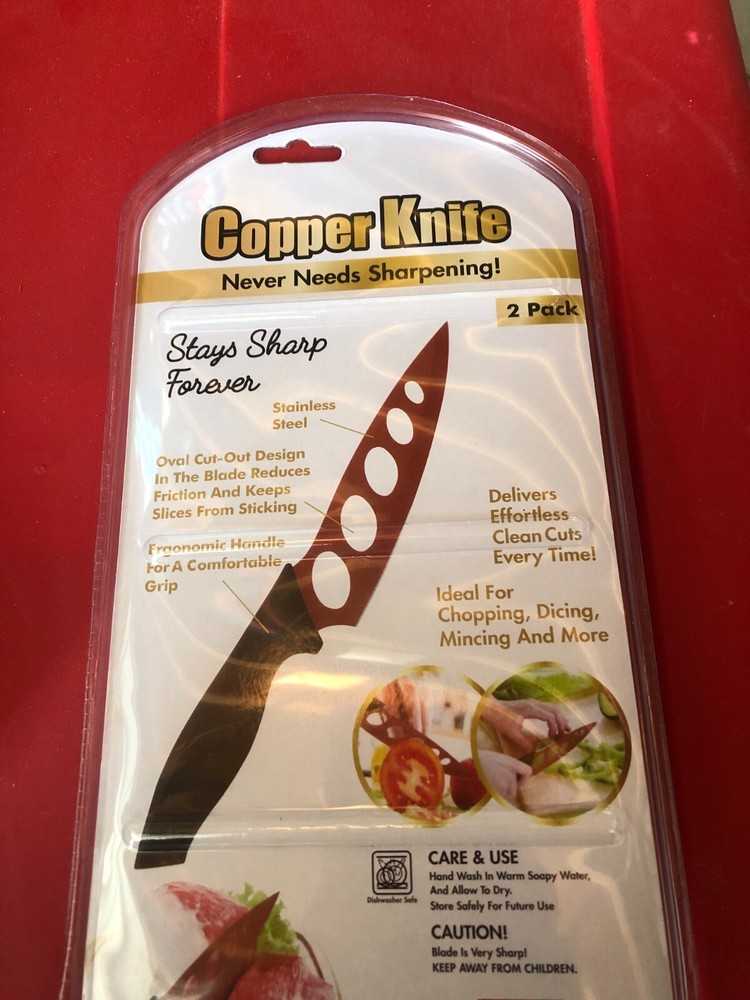 Copper Knife
Never Needs Sharpening!
2 Pack
Stays Sharp
Forever
Stainless
Steel
Oval Cut-Out Design
In The Blade Reduces
Friction And Keeps
Slices From Sticking
Ergonomic Handle
For A Comfortable
Grip
Delivers
Effortless
Clean Cuts
Every Time!
Ideal For
Chopping, Dicing,
Mincing And More
Dishwasher Safe
CARE & USE
Hand Wash In Warm Soapy Water,
And Allow To Dry.
Store Safely For Future Use
CAUTION!
Blade Is Very Sharp!
KEEP AWAY FROM CHILDREN.